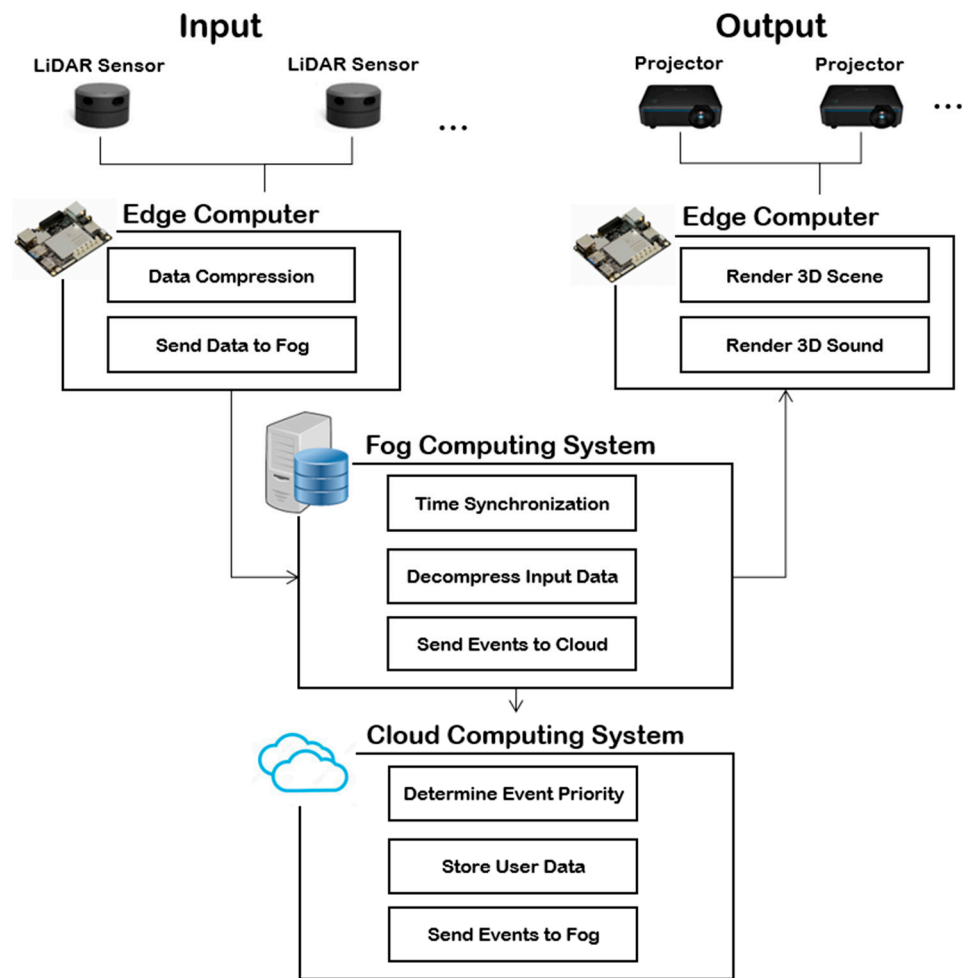 Input
Output
LiDAR Sensor
LiDAR Sensor
...
Projector
Projector
...
Edge Computer
Data Compression
Send Data to Fog
Edge Computer
Render 3D Scene
Render 3D Sound
Fog Computing System
Time Synchronization
Decompress Input Data
Send Events to Cloud
Cloud Computing System
Determine Event Priority
Store User Data
Send Events to Fog